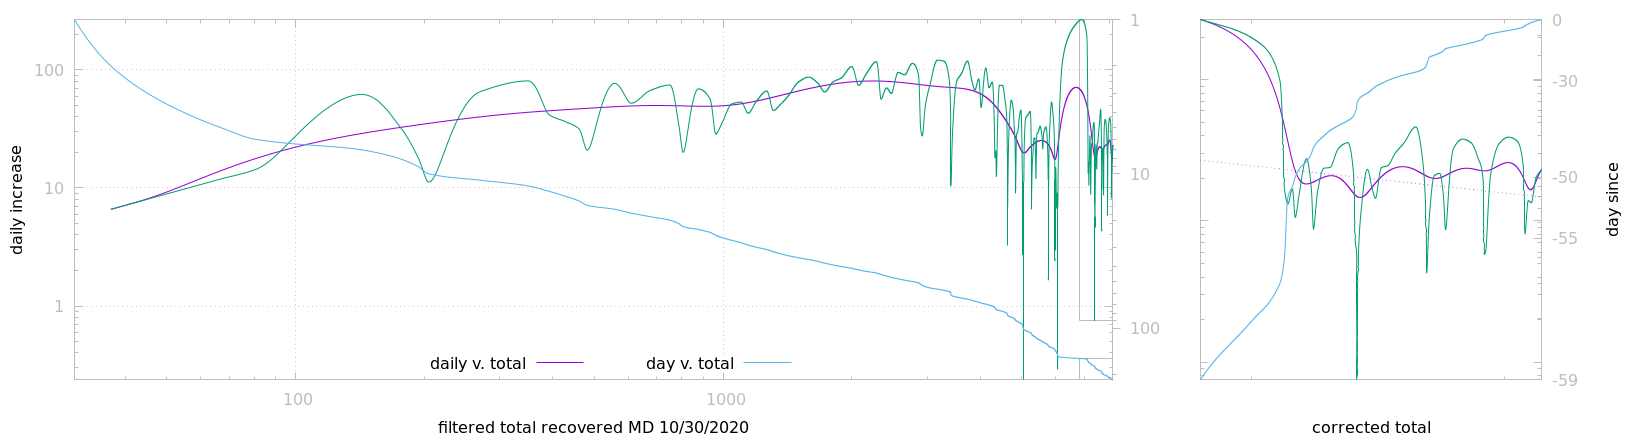 daily increase
100
10
1
100
1000
filtered total recovered MD 10/30/2020
daily v. total
day v. total
1
10
100
corrected total
0
-30
-50
-55
-59
day since